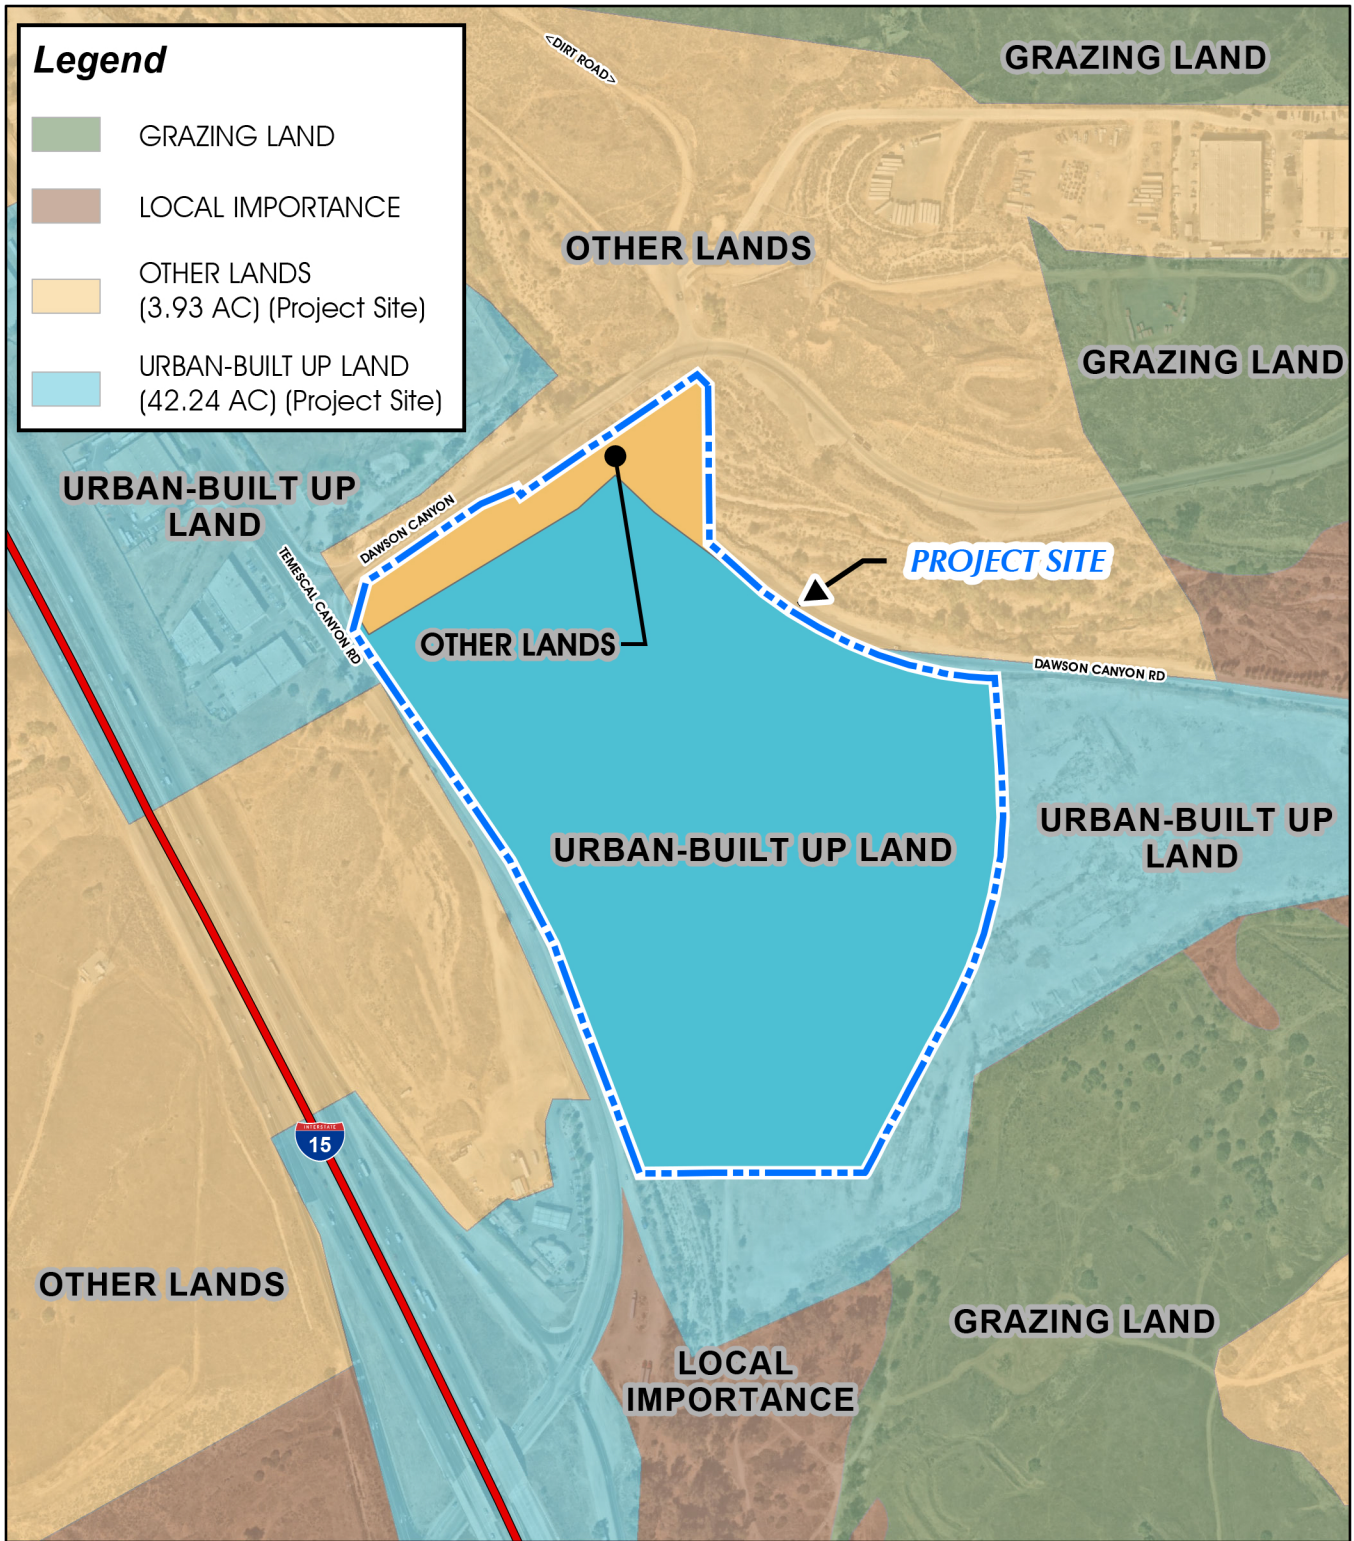 Legend
GRAZING LAND
LOCAL IMPORTANCE
OTHER LANDS
(3.93 AC) (Project Site)
URBAN-BUILT UP LAND
(42.24 AC) (Project Site)
<DIRT ROAD>
GRAZING LAND
OTHER LANDS
GRAZING LAND
URBAN-BUILT UP
LAND
DAWSON CANYON
TEMESCAL CANYON RD
PROJECT SITE
OTHER LANDS
DAWSON CANYON RD
URBAN-BUILT UP LAND
URBAN-BUILT UP
LAND
INTERSTATE
15
OTHER LANDS
GRAZING LAND
LOCAL
IMPORTANCE